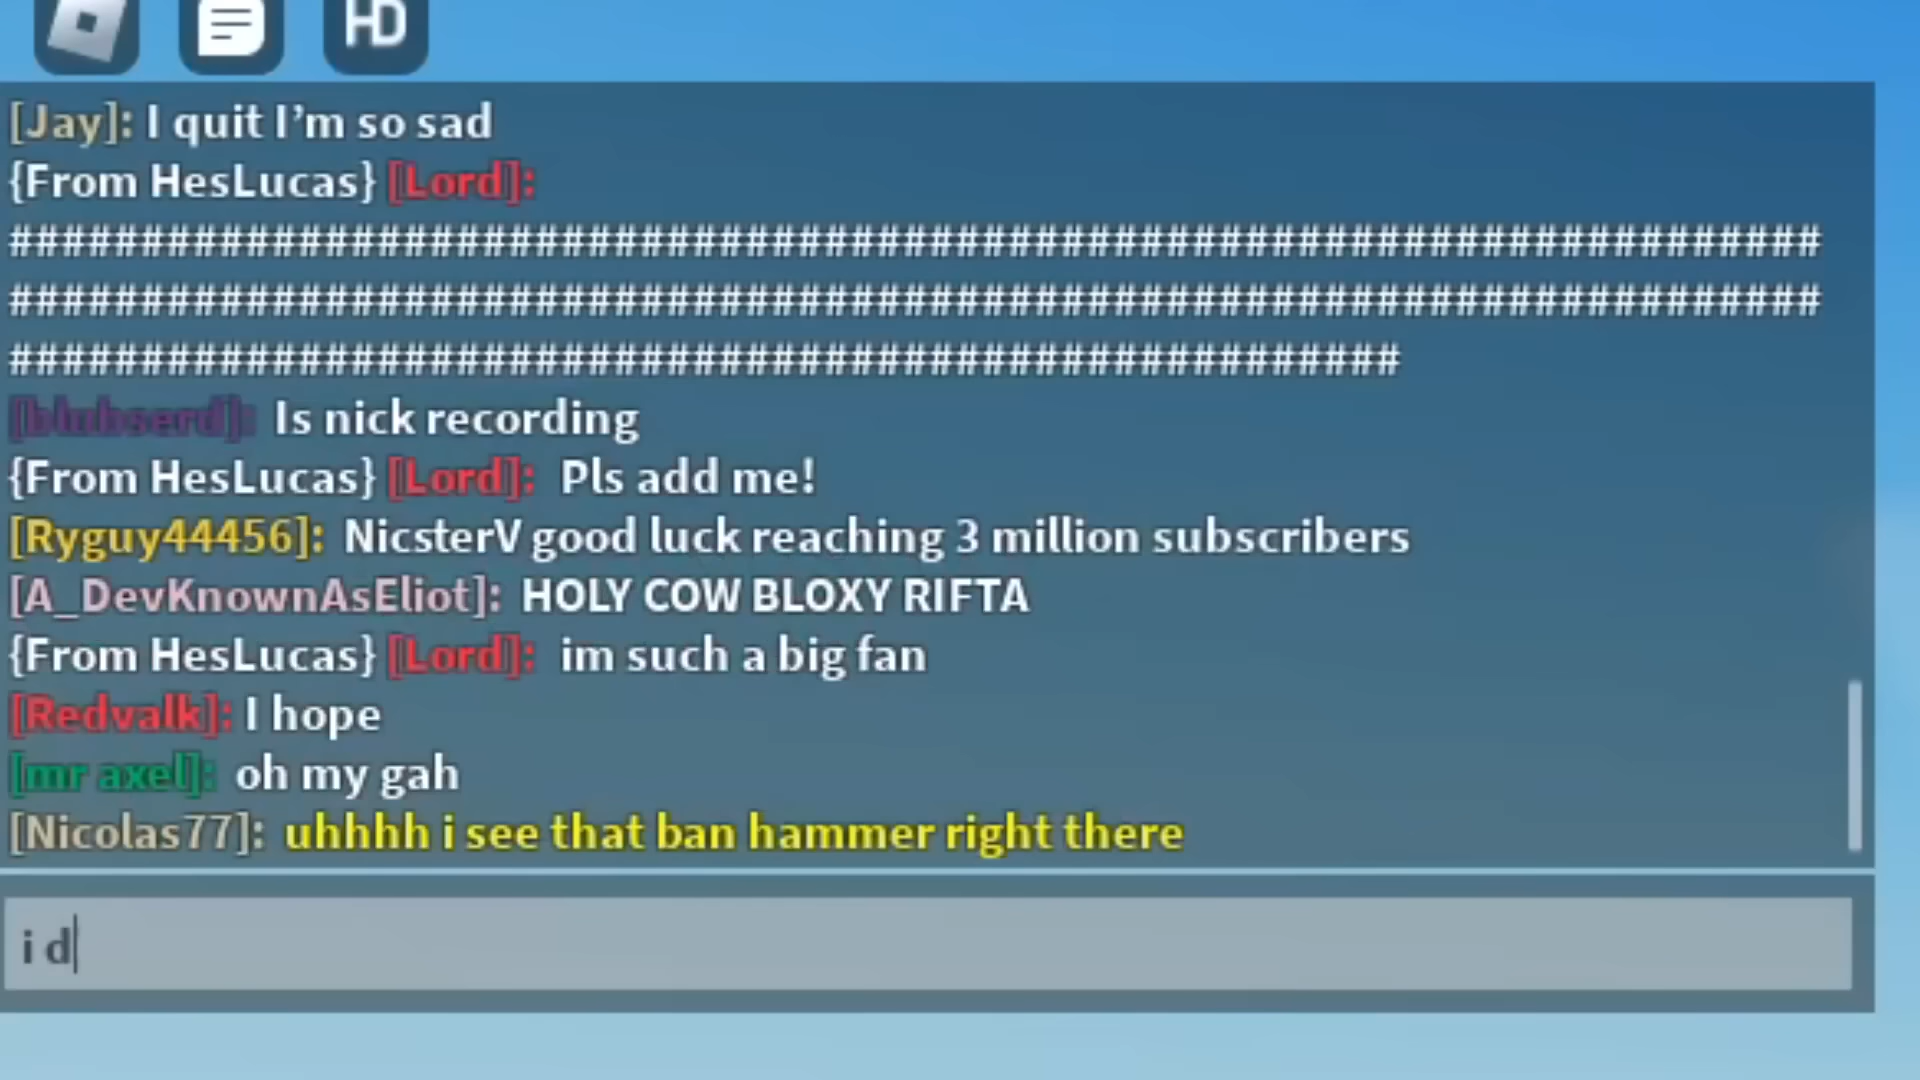 HD
[Jay]: I quit I’m so sad
{From HesLucas} [Lord]:
#####################################################################
#####################################################################
#####################################################
[blubserd]: Is nick recording
{From HesLucas} [Lord]: Pls add me!
[Ryguy44456]: NicsterV good luck reaching 3 million subscribers
[A_DevKnownAsEliot]: HOLY COW BLOXY RIFTA
{From HesLucas} [Lord]: im such a big fan
[Redvalk]: I hope
[mr axel]: oh my gah
[Nicolas77]: uhhhh i see that ban hammer right there
i d